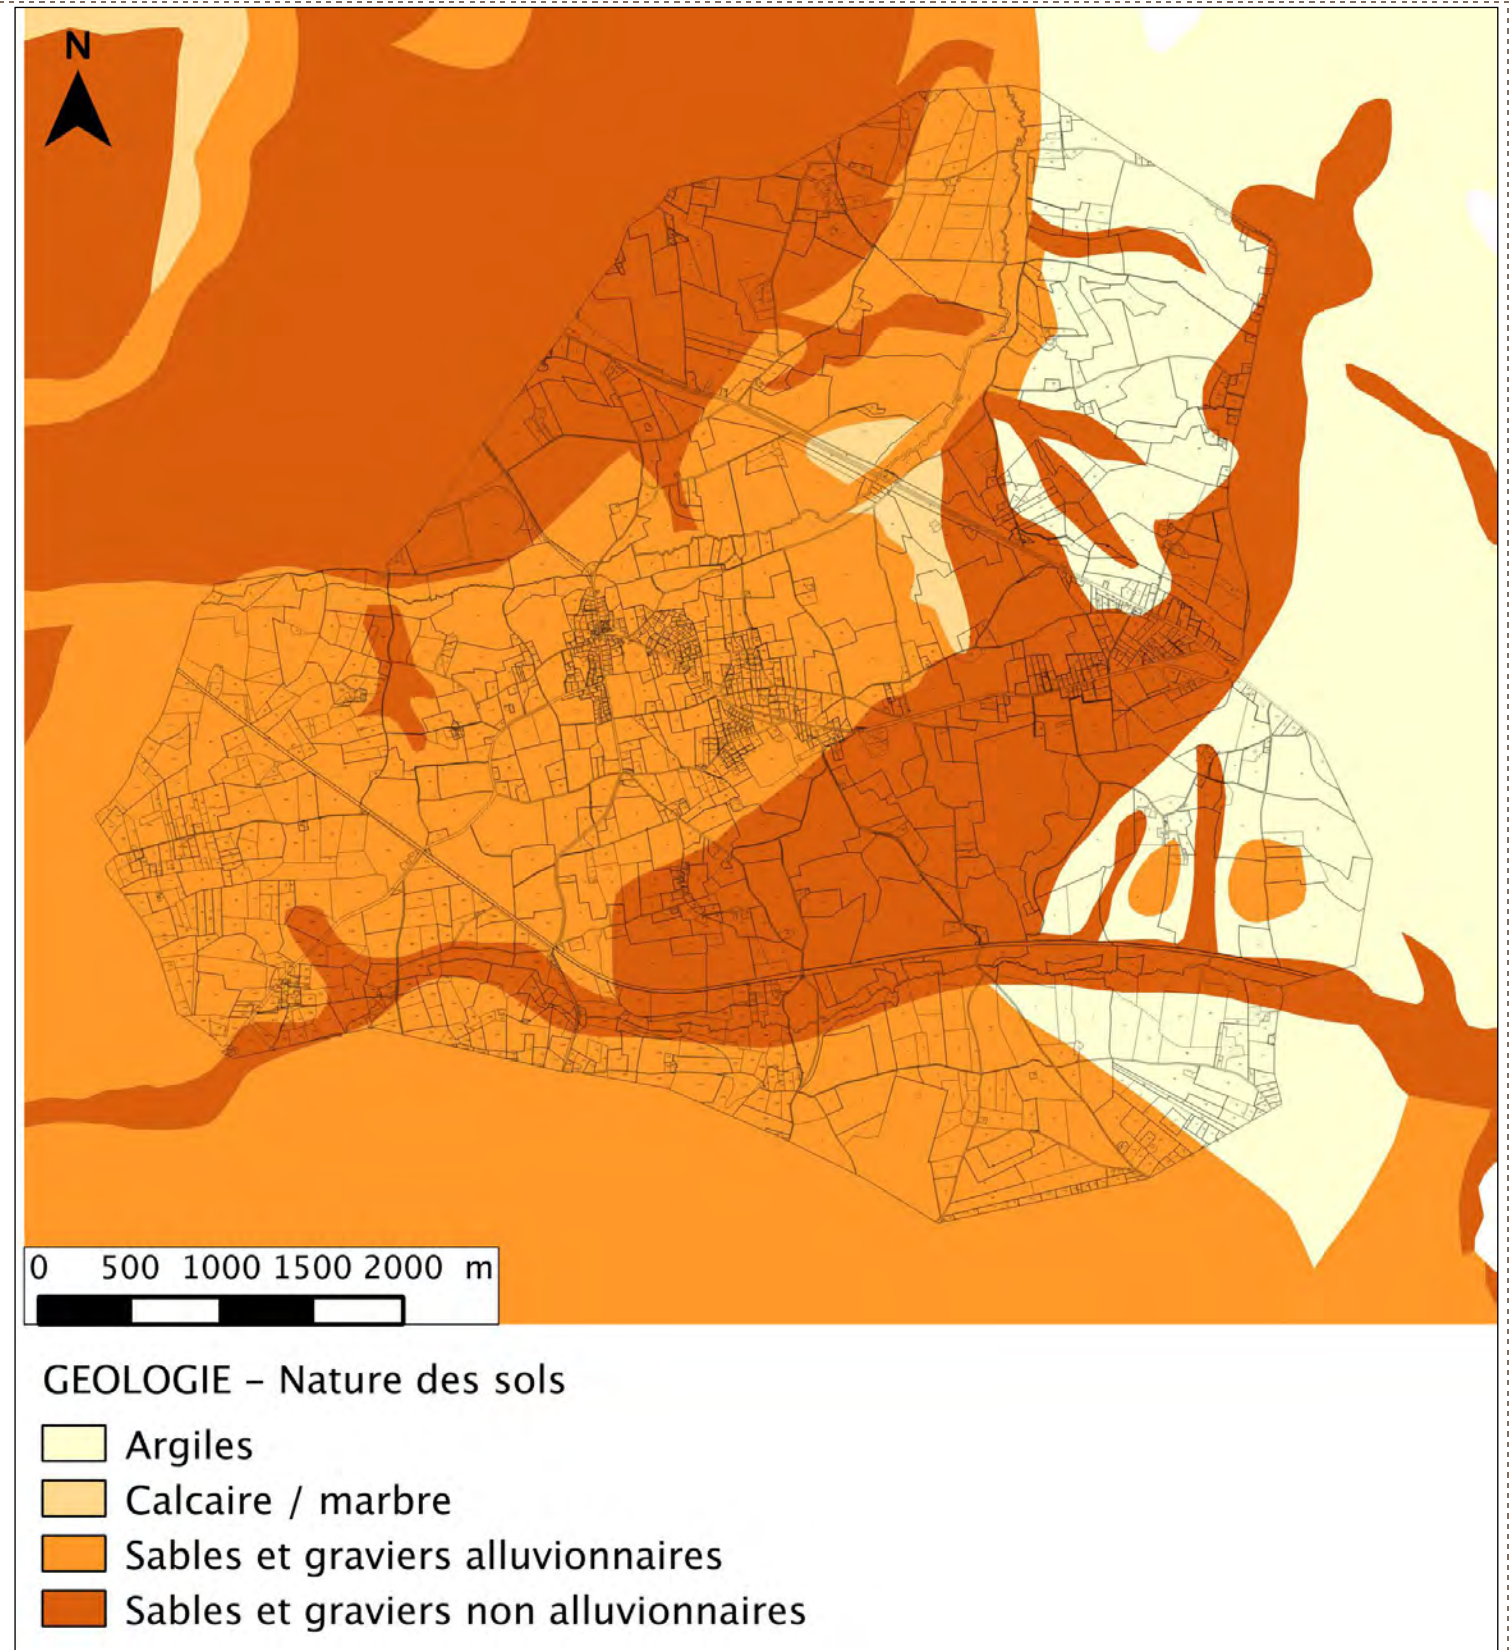 N
0 500 1000 1500 2000 m
GEOLOGIE – Nature des sols
Argiles
Calcaire / marbre
Sables et graviers alluvionnaires
Sables et graviers non alluvionnaires